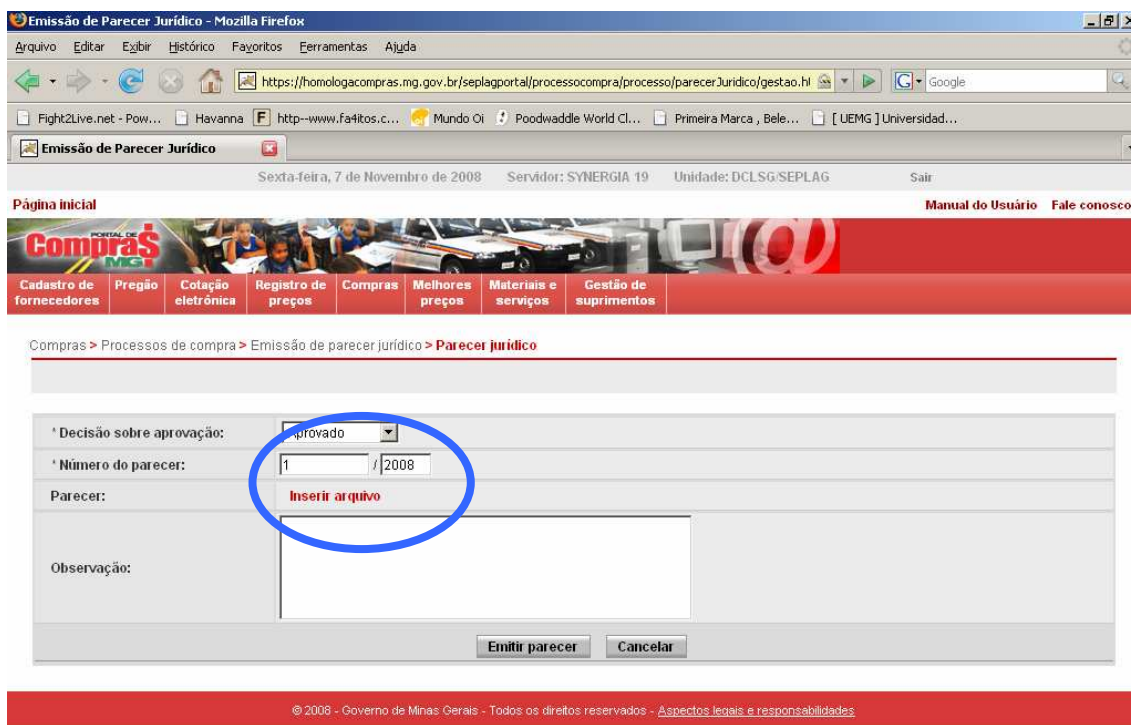 Emissão de Parecer Jurídico - Mozilla Firefox
Arquivo Editar Exibir Histórico Favoritos Ferramentas Ajuda
https://homologacompras.mg.gov.br/seplagportal/processocompra/processo/parecerJuridico/gestao.ht Google
Fight2Live.net - Pow... Havanna http--www.fa4itos.c... Mundo Oi Poodwaddle World Cl... Primeira Marca , Bele... [ UEMG ] Universidad...
Emissão de Parecer Jurídico
Sexta-feira, 7 de Novembro de 2008 Servidor: SYNERGIA 19 Unidade: DCLSG/SEPLAG Sair
Página inicial Manual do Usuário Fale conosco
PORTAL DE
Compra$
MG
Cadastro de fornecedores Pregão Cotação eletrônica Registro de preços Compras Melhores preços Materiais e serviços Gestão de suprimentos
Compras > Processos de compra > Emissão de parecer jurídico > Parecer jurídico
* Decisão sobre aprovação: Aprovado
* Número do parecer: 1 / 2008
Parecer: Inserir arquivo
Observação:
Emitir parecer Cancelar
© 2008 - Governo de Minas Gerais - Todos os direitos reservados - Aspectos legais e responsabilidades